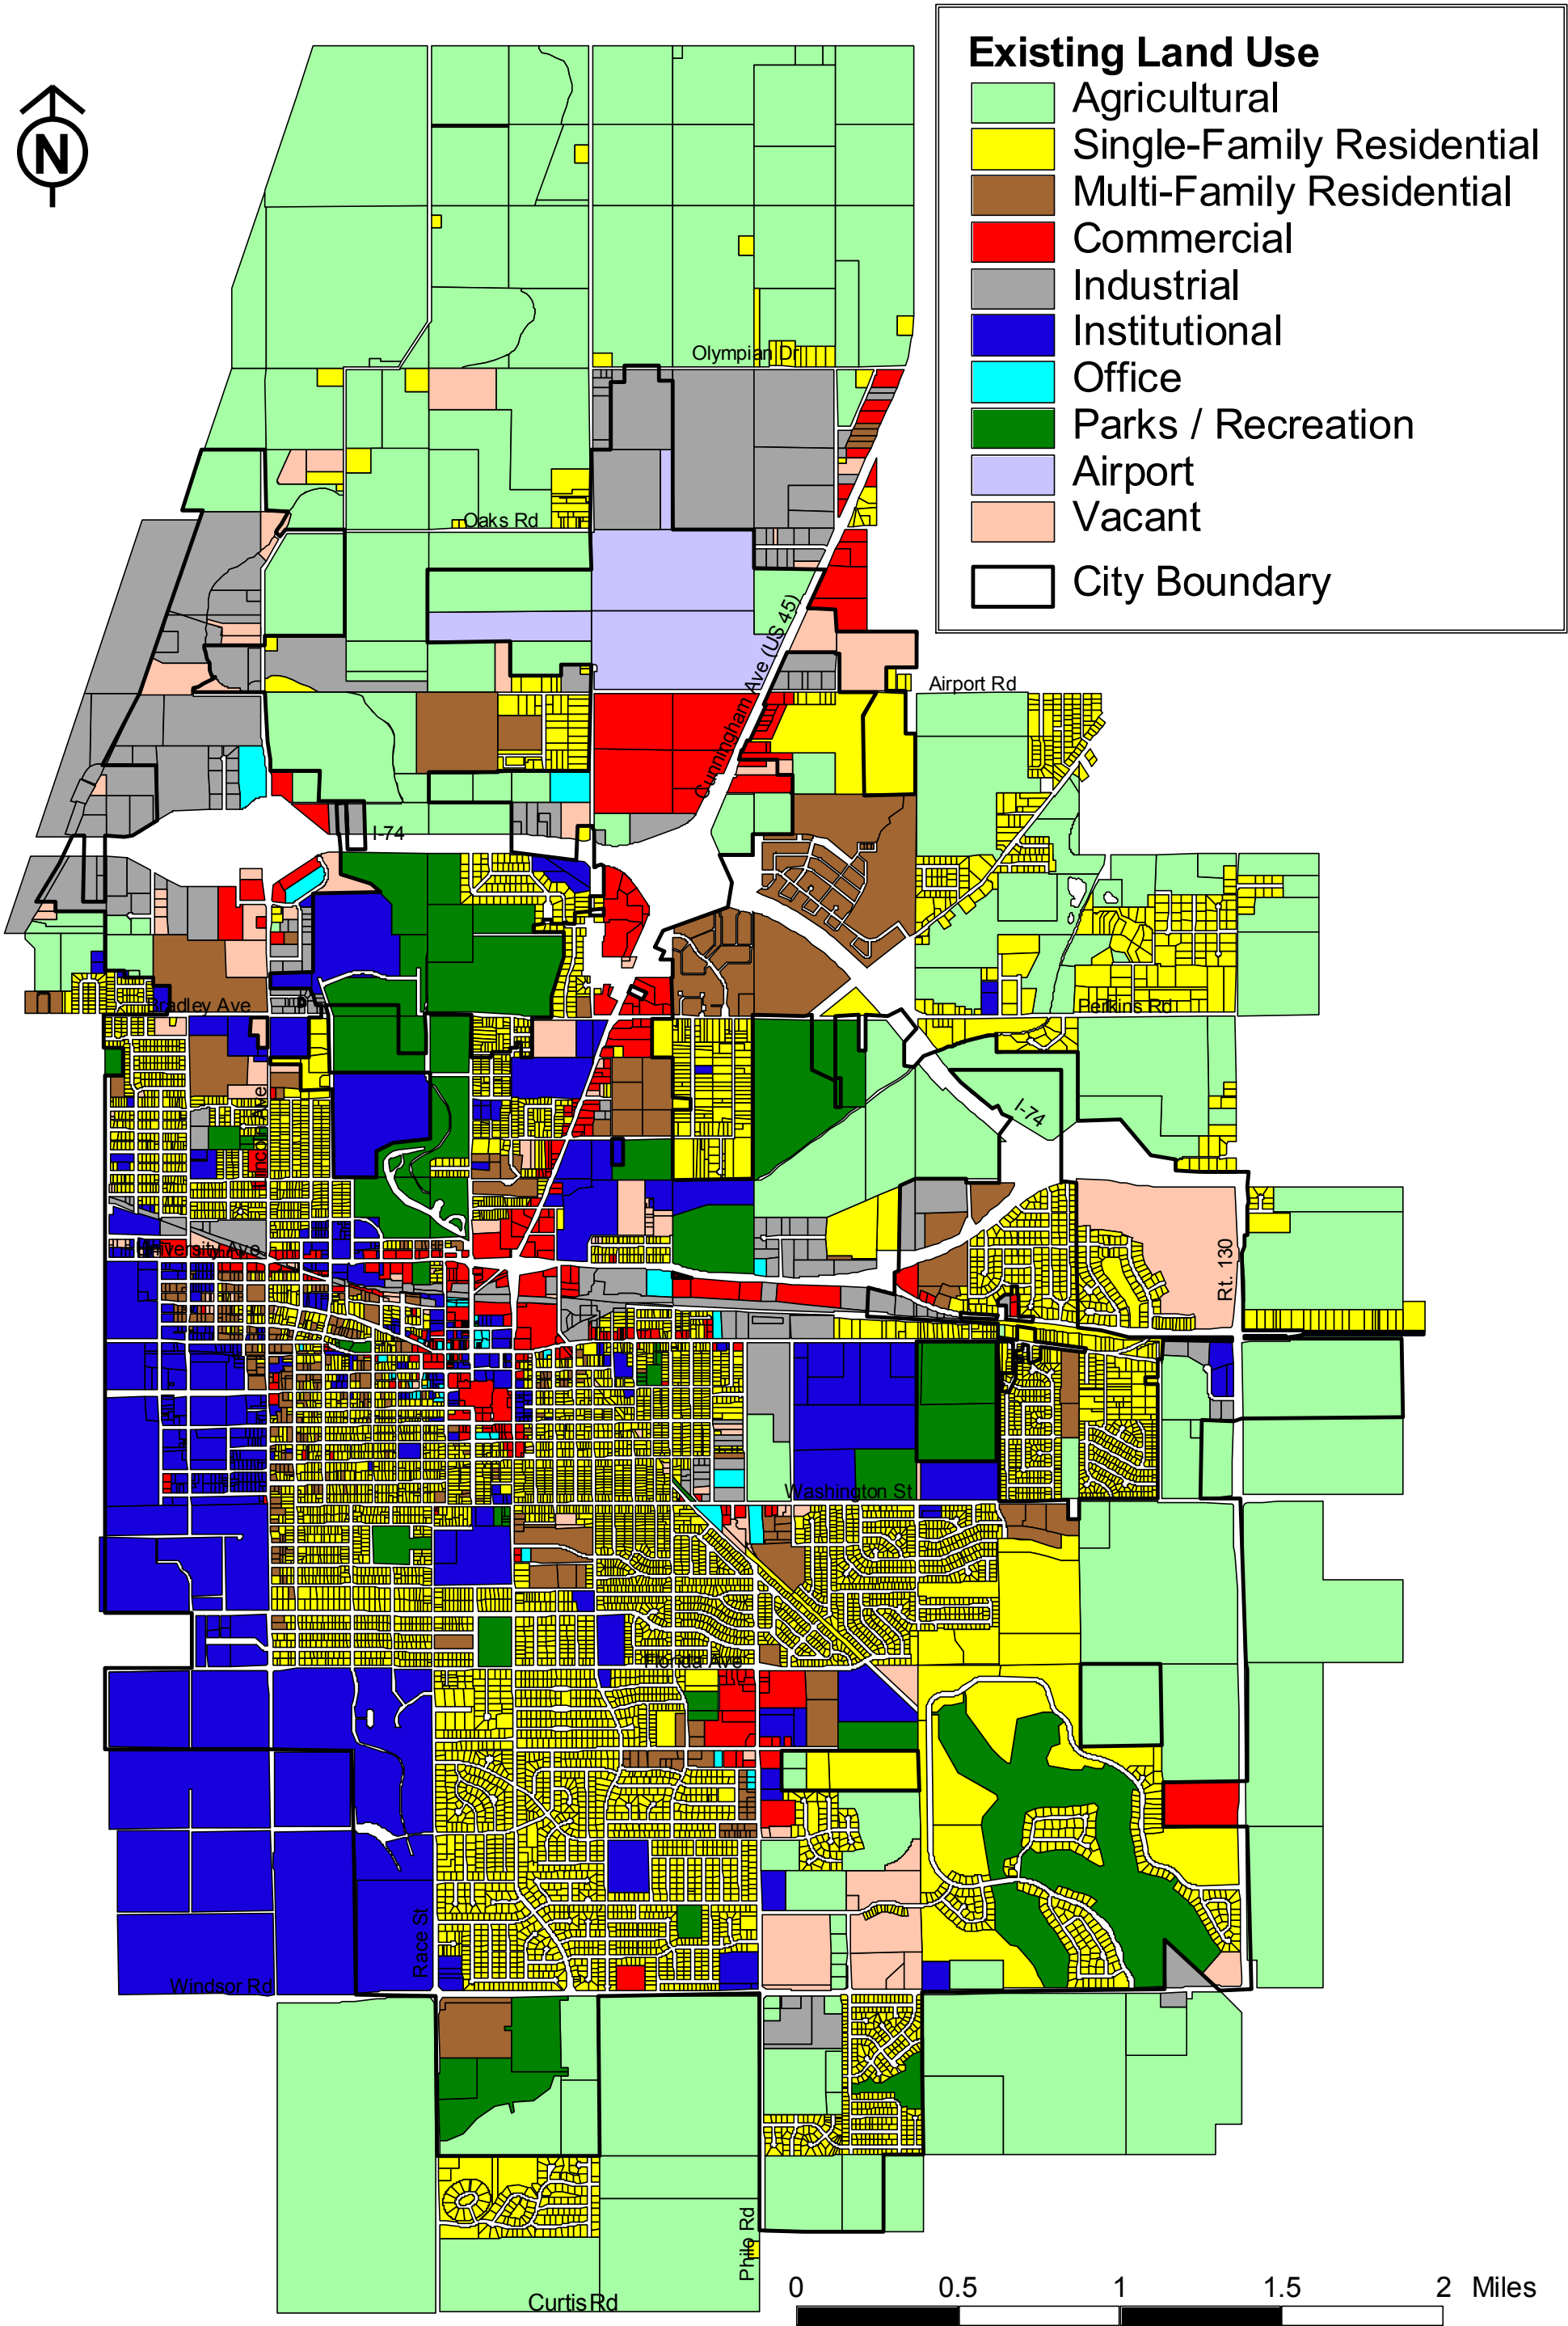 Existing Land Use
Agricultural
Single-Family Residential
Multi-Family Residential
Commercial
Industrial
Institutional
Office
Parks / Recreation
Airport
Vacant
City Boundary
N
Olympian Dr
Oaks Rd
Cunningham Ave (US 45)
Airport Rd
I-74
Bradley Ave
Perkins Rd
I-74
Lincoln Ave
University Ave
Rt. 130
Washington St
Florida Ave
Race St
Windsor Rd
Philo Rd
Curtis Rd
0 0.5 1 1.5 2 Miles